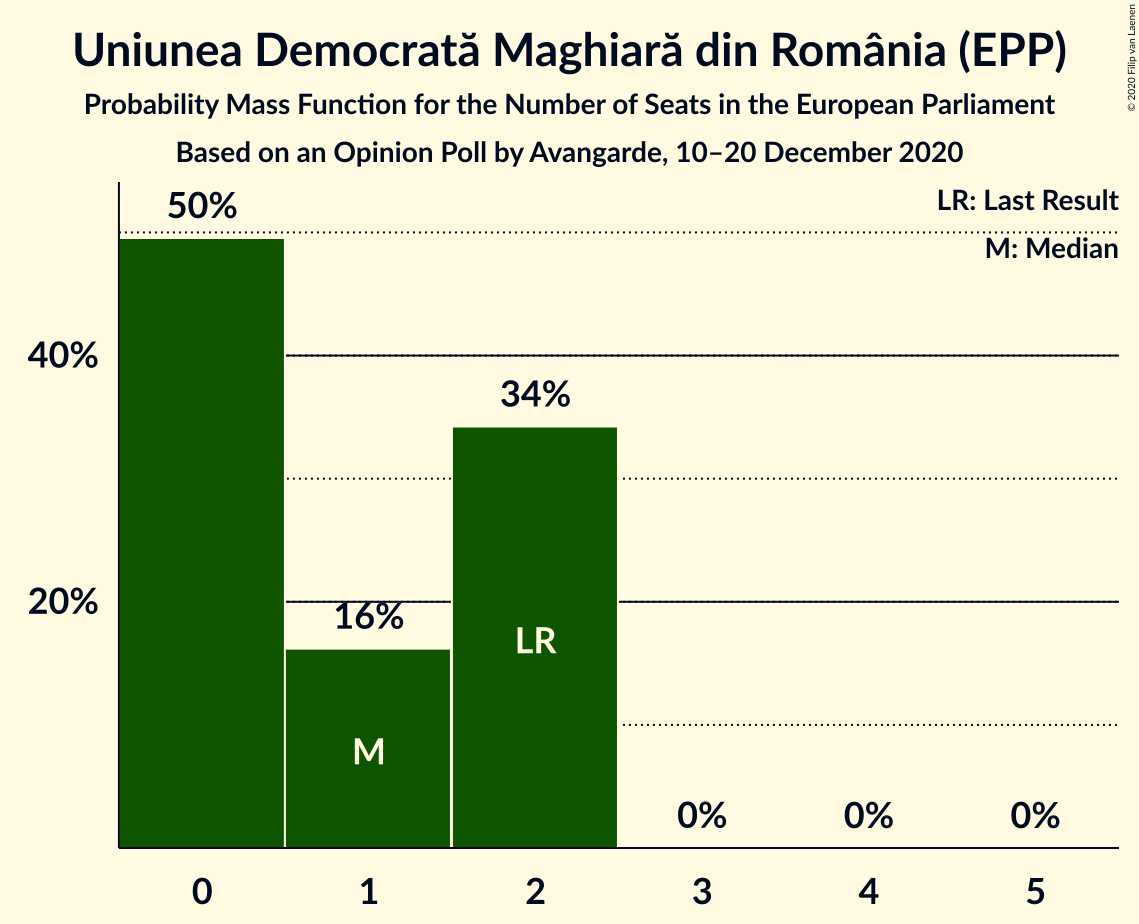 Uniunea Democrată Maghiară din România (EPP)
Probability Mass Function for the Number of Seats in the European Parliament
Based on an Opinion Poll by Avangarde, 10–20 December 2020
© 2020 Filip van Laenen
LR: Last Result
M: Median
50%
40%
34%
20%
16%
LR
M
0%
0%
0%
0
1
2
3
4
5